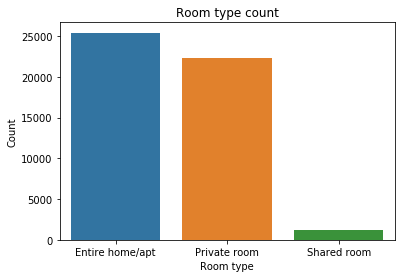 Room type count
25000
20000
15000
10000
5000
0
Count
Entire home/apt Private room Shared room
Room type